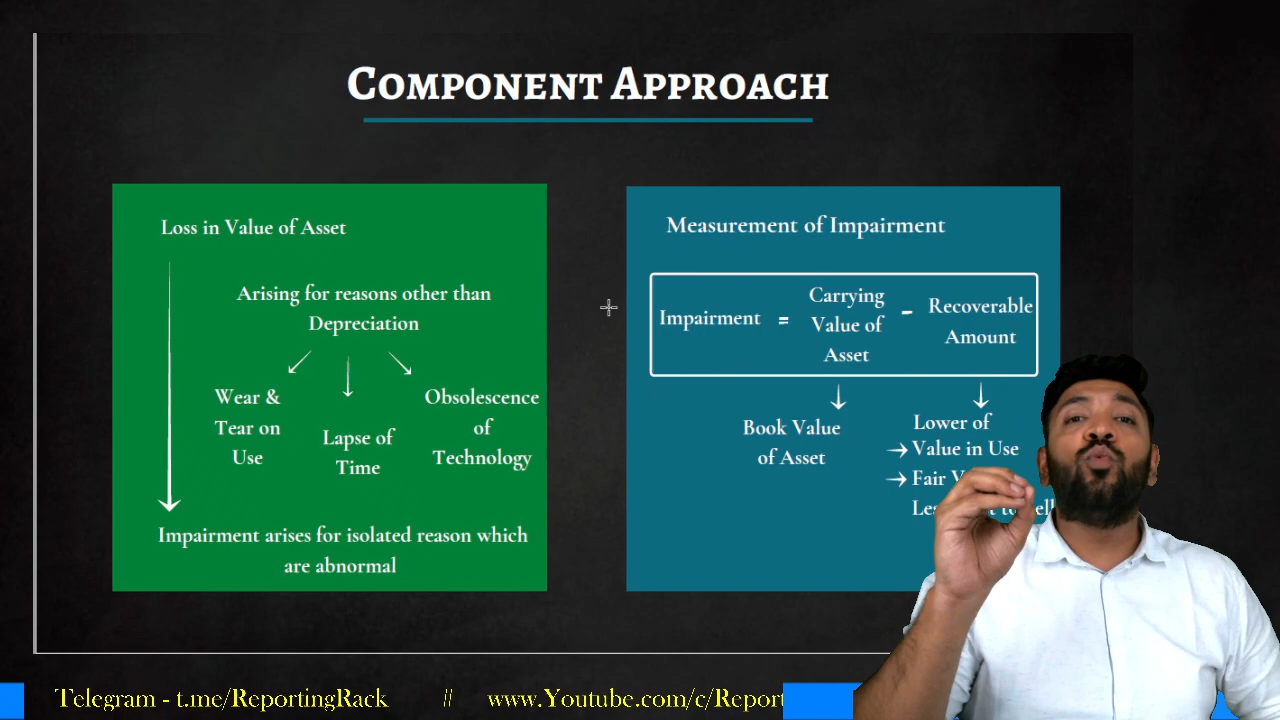 COMPONENT APPROACH
Loss in Value of Asset
Arising for reasons other than
Depreciation
Wear &
Tear on
Use
Lapse of
Time
Obsolescence
of
Technology
Impairment arises for isolated reason which
are abnormal
Measurement of Impairment
Impairment = Carrying
Value of
Asset
- Recoverable
Amount
Book Value
of Asset
Lower of
Value in Use
Fair
Telegram - t.me/ReportingRack // www.Youtube.com/c/Report